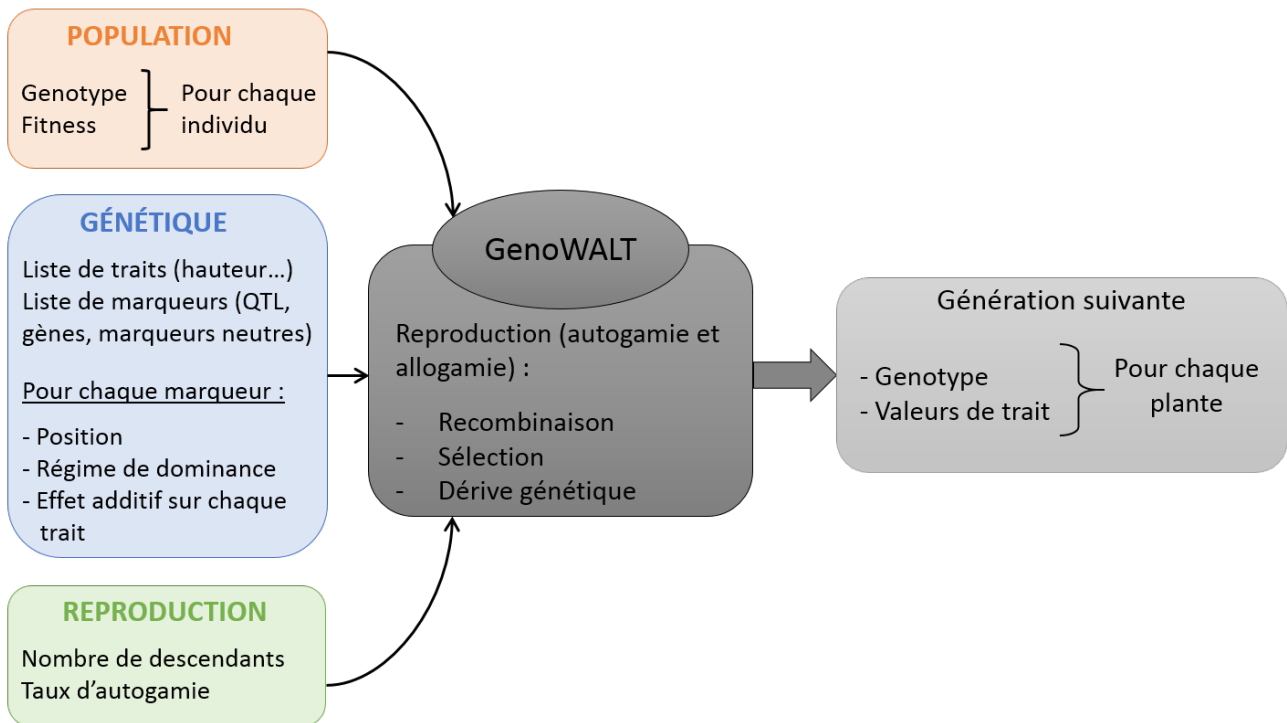 POPULATION
Genotype
Fitness
Pour chaque
individu
GÉNÉTIQUE
Liste de traits (hauteur...)
Liste de marqueurs (QTL,
gènes, marqueurs neutres)
Pour chaque marqueur :
- Position
- Régime de dominance
- Effet additif sur chaque
trait
REPRODUCTION
Nombre de descendants
Taux d'autogamie
GenoWALT
Reproduction (autogamie et
allogamie) :
- Recombinaison
- Sélection
- Dérive génétique
Génération suivante
- Genotype
- Valeurs de trait
Pour chaque
plante